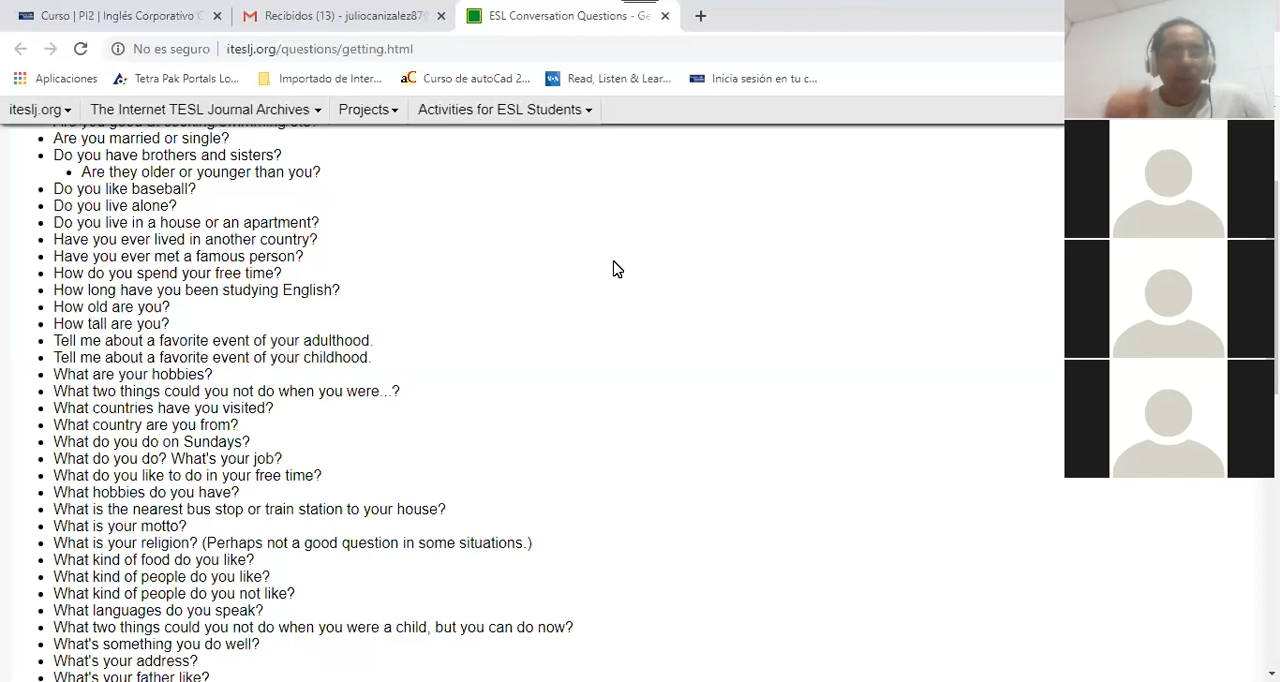 Curso | PI2 | Inglés Corporativo
Recibidos (13) - juliocanizalez87
ESL Conversation Questions - Ge
No es seguro
iteslj.org/questions/getting.html
Aplicaciones
Tetra Pak Portals Lo...
Importado de Inter...
aC Curso de autoCad 2...
Read, Listen & Lear...
Inicia sesión en tu c...
iteslj.org
The Internet TESL Journal Archives
Projects
Activities for ESL Students
Are you married or single?
Do you have brothers and sisters?
Are they older or younger than you?
Do you like baseball?
Do you live alone?
Do you live in a house or an apartment?
Have you ever lived in another country?
Have you ever met a famous person?
How do you spend your free time?
How long have you been studying English?
How old are you?
How tall are you?
Tell me about a favorite event of your adulthood.
Tell me about a favorite event of your childhood.
What are your hobbies?
What two things could you not do when you were...?
What countries have you visited?
What country are you from?
What do you do on Sundays?
What do you do? What's your job?
What do you like to do in your free time?
What hobbies do you have?
What is the nearest bus stop or train station to your house?
What is your motto?
What is your religion? (Perhaps not a good question in some situations.)
What kind of food do you like?
What kind of people do you like?
What kind of people do you not like?
What languages do you speak?
What two things could you not do when you were a child, but you can do now?
What's something you do well?
What's your address?
What's your father like?